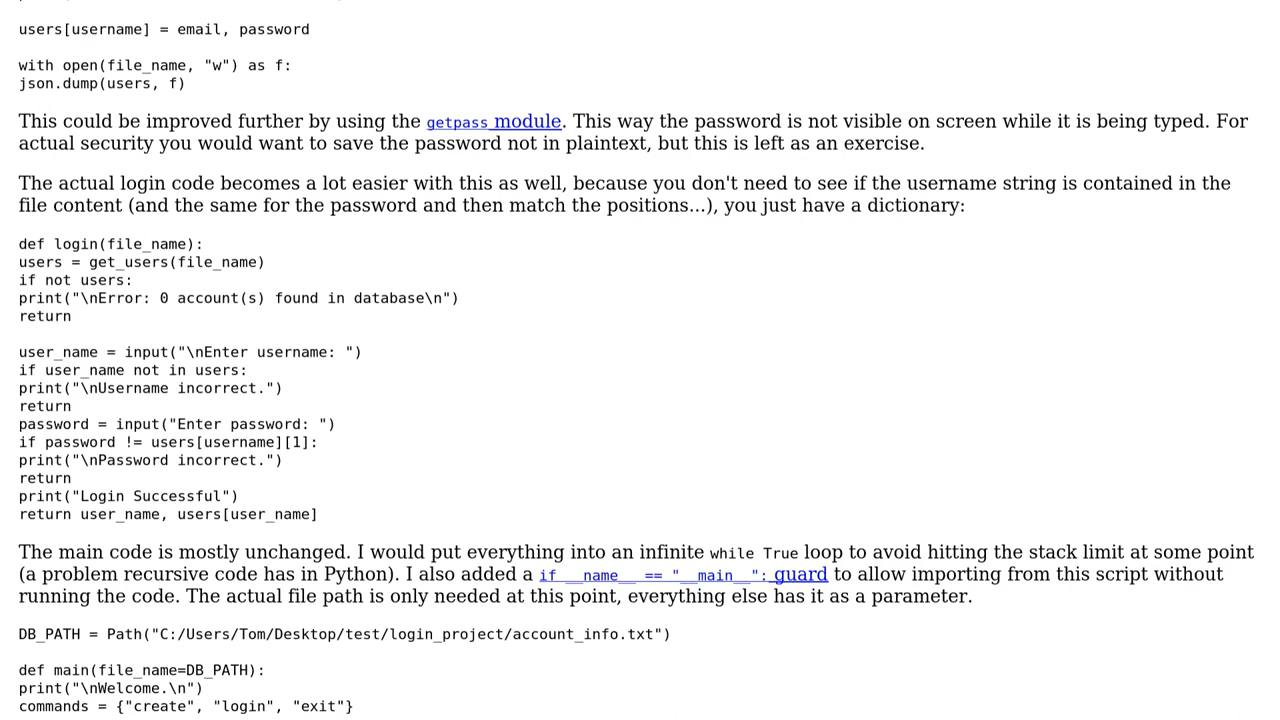 users[username] = email, password
with open(file_name, "w") as f:
json.dump(users, f)
This could be improved further by using the getpass module. This way the password is not visible on screen while it is being typed. For
actual security you would want to save the password not in plaintext, but this is left as an exercise.
The actual login code becomes a lot easier with this as well, because you don't need to see if the username string is contained in the
file content (and the same for the password and then match the positions...), you just have a dictionary:
def login(file_name):
users = get_users(file_name)
if not users:
print("\nError: 0 account(s) found in database\n")
return
user_name = input("\nEnter username: ")
if user_name not in users:
print("\nUsername incorrect.")
return
password = input("Enter password: ")
if password != users[username][1]:
print("\nPassword incorrect.")
return
print("Login Successful")
return user_name, users[user_name]
The main code is mostly unchanged. I would put everything into an infinite while True loop to avoid hitting the stack limit at some point
(a problem recursive code has in Python). I also added a if __name__ == "__main__": guard to allow importing from this script without
running the code. The actual file path is only needed at this point, everything else has it as a parameter.
DB_PATH = Path("C:/Users/Tom/Desktop/test/login_project/account_info.txt")
def main(file_name=DB_PATH):
print("\nWelcome.\n")
commands = {"create", "login", "exit"}